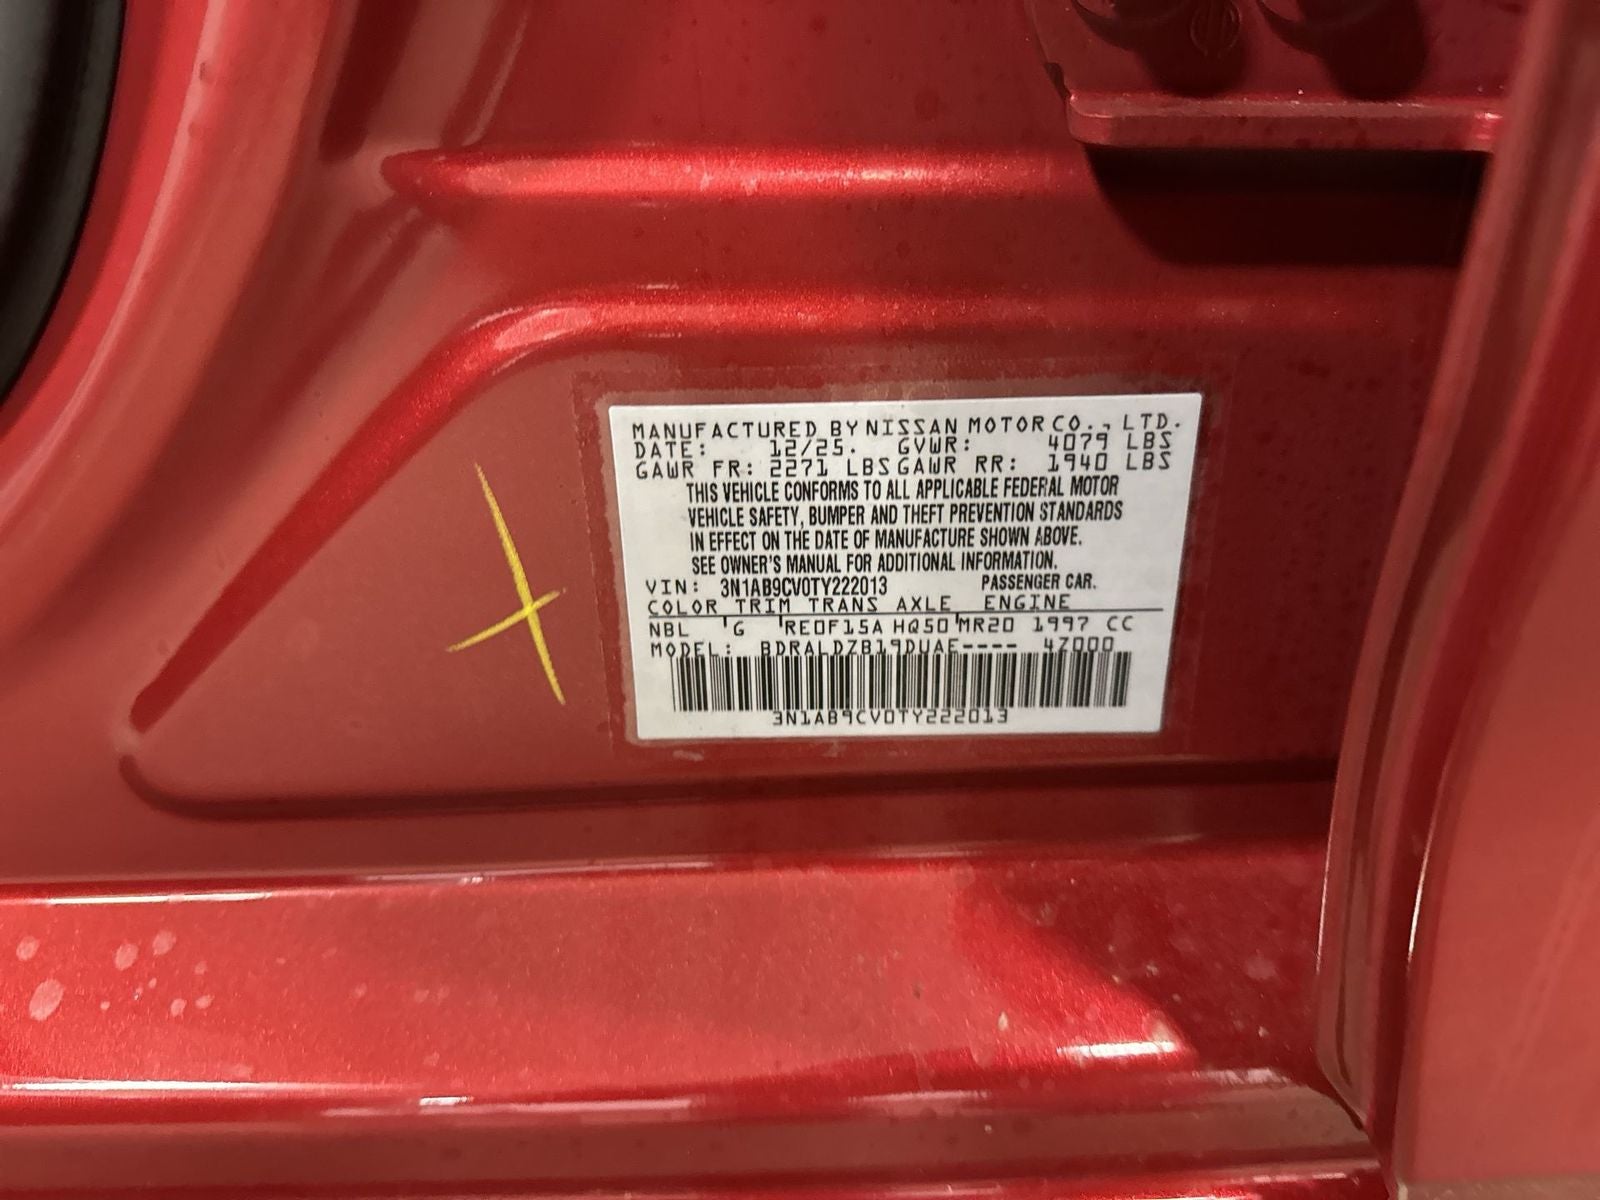 MANUFACTURED BY NISSAN MOTOR CO., LTD.
DATE: 12/25. GVWR: 4079 LBS
GAWR FR: 2271 LBS GAWR RR: 1940 LBS
THIS VEHICLE CONFORMS TO ALL APPLICABLE FEDERAL MOTOR
VEHICLE SAFETY, BUMPER AND THEFT PREVENTION STANDARDS
IN EFFECT ON THE DATE OF MANUFACTURE SHOWN ABOVE.
SEE OWNER'S MANUAL FOR ADDITIONAL INFORMATION.
VIN: 3N1AB9CV0TY222013 PASSENGER CAR.
COLOR TRIM TRANS AXLE ENGINE
NBL G RE0F15A HQ50 MR20 1997 CC
MODEL: BDRALDZB19DUAE---- 4Z000
3N1AB9CV0TY222013